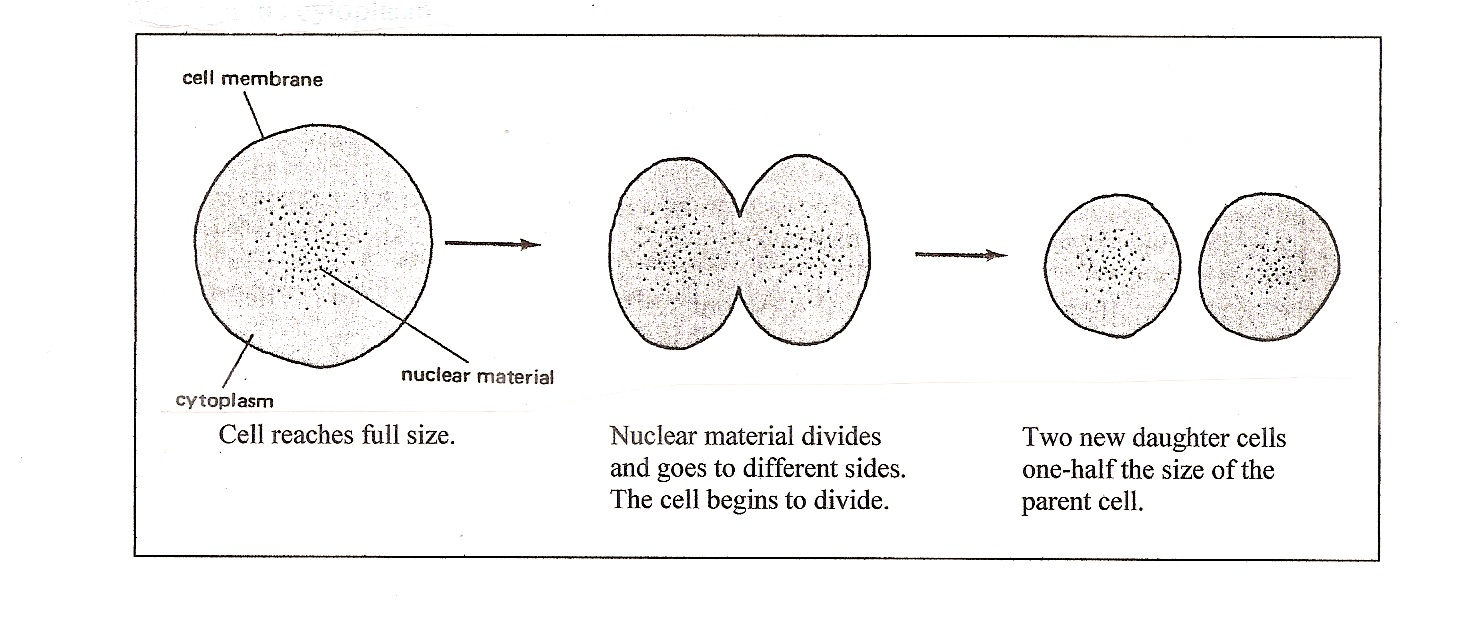 cell membrane
nuclear material
cytoplasm
Cell reaches full size.
Nuclear material divides
and goes to different sides.
The cell begins to divide.
Two new daughter cells
one-half the size of the
parent cell.